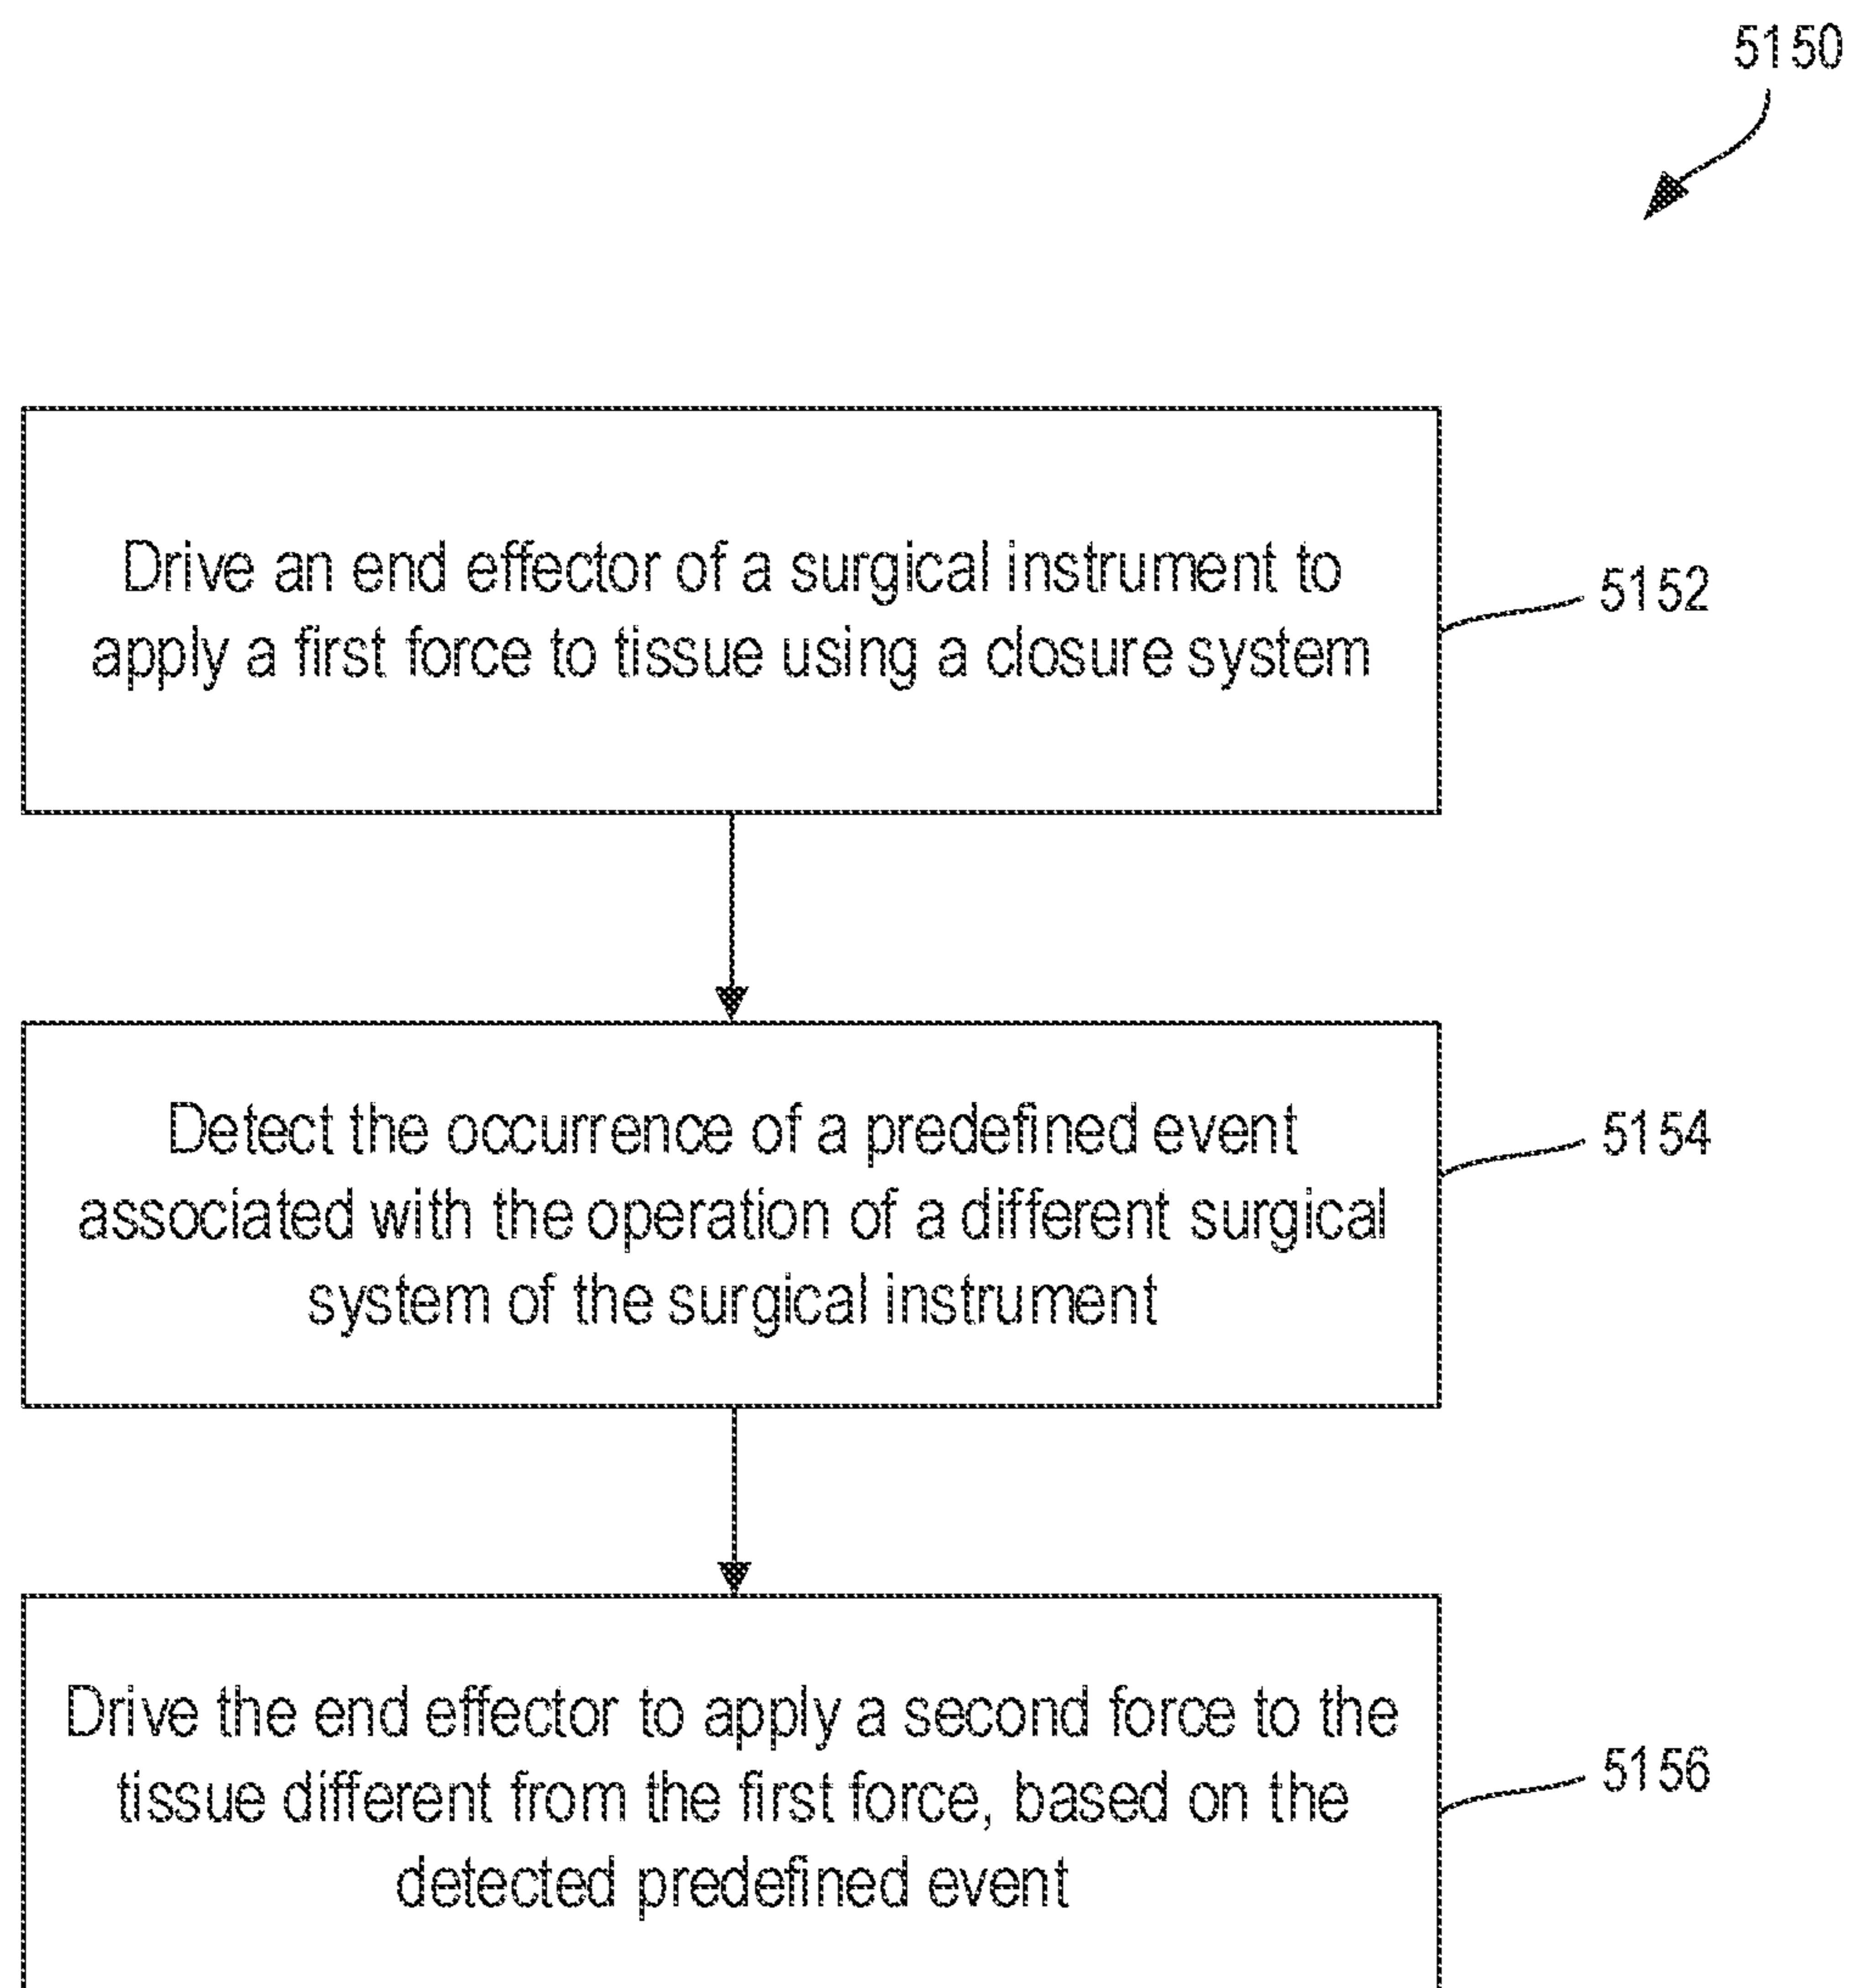 5150
Drive an end effector of a surgical instrument to
apply a first force to tissue using a closure system
5152
Detect the occurrence of a predefined event
associated with the operation of a different surgical
system of the surgical instrument
5154
Drive the end effector to apply a second force to the
tissue different from the first force, based on the
detected predefined event
5156